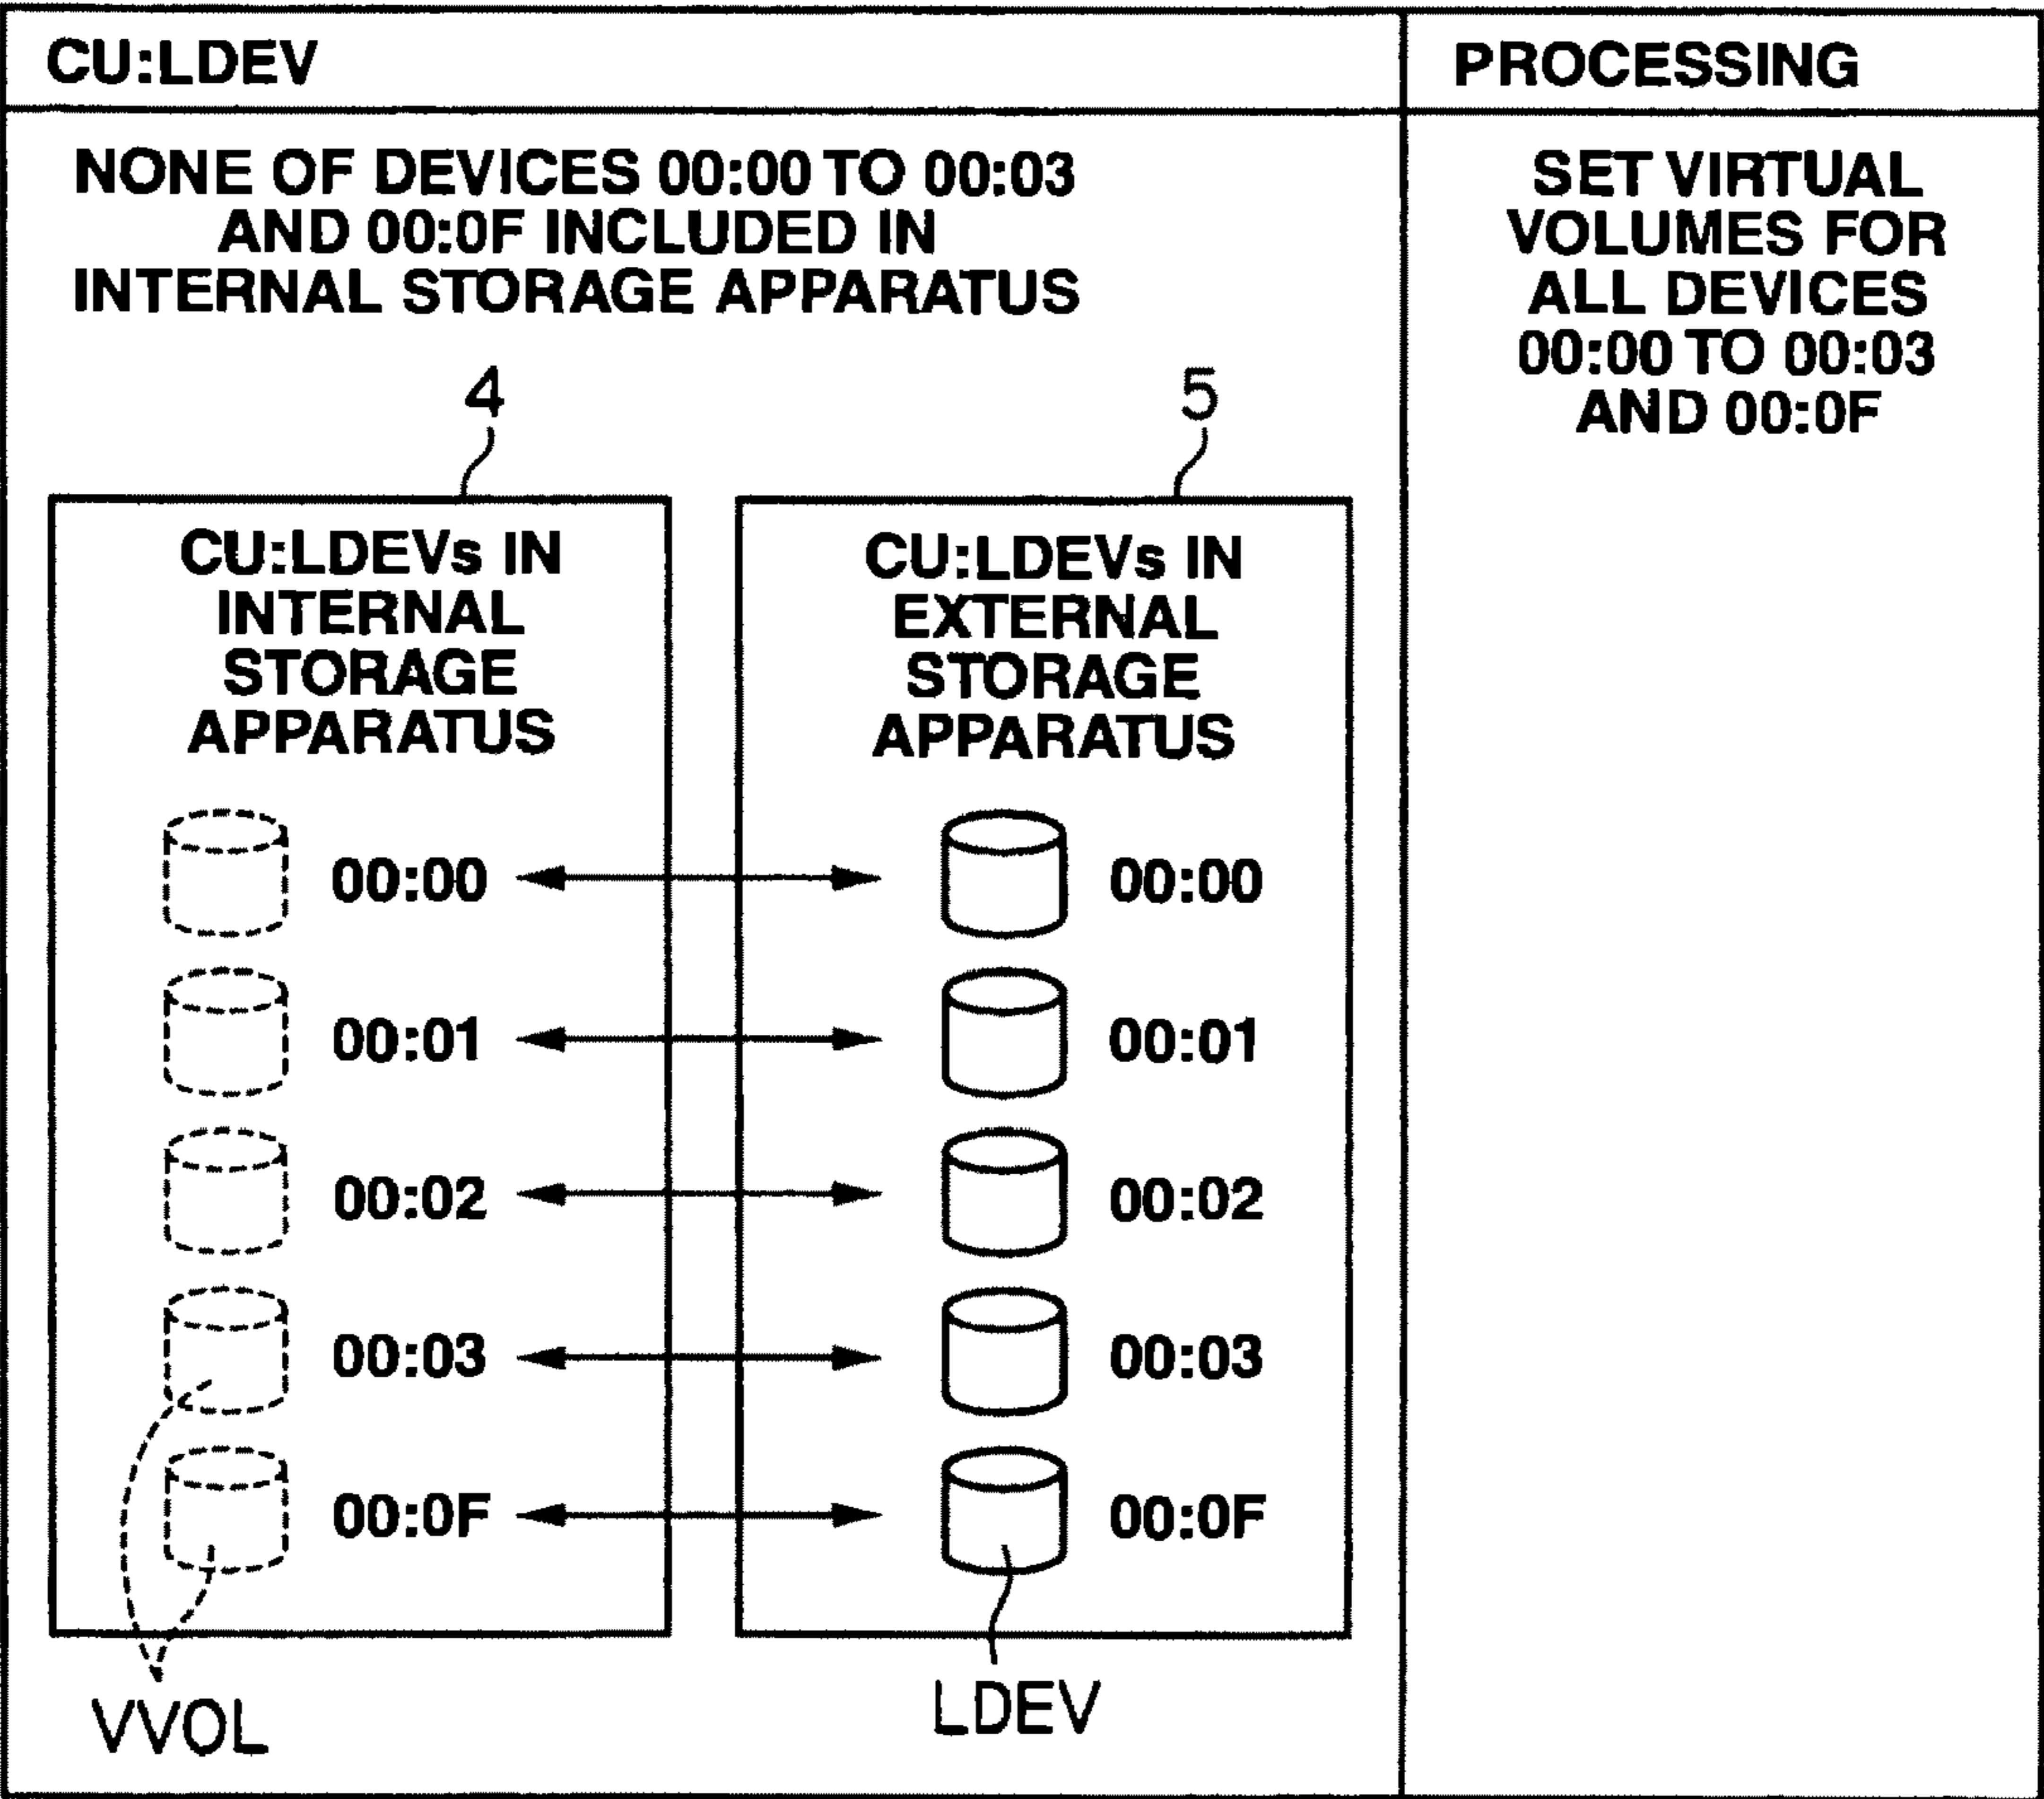 CU:LDEV
PROCESSING
NONE OF DEVICES 00:00 TO 00:03
AND 00:0F INCLUDED IN
INTERNAL STORAGE APPARATUS
SET VIRTUAL
VOLUMES FOR
ALL DEVICES
00:00 TO 00:03
AND 00:0F
4
5
CU:LDEVs IN
INTERNAL
STORAGE
APPARATUS
CU:LDEVs IN
EXTERNAL
STORAGE
APPARATUS
00:00
00:00
00:01
00:01
00:02
00:02
00:03
00:03
00:0F
00:0F
VVOL
LDEV